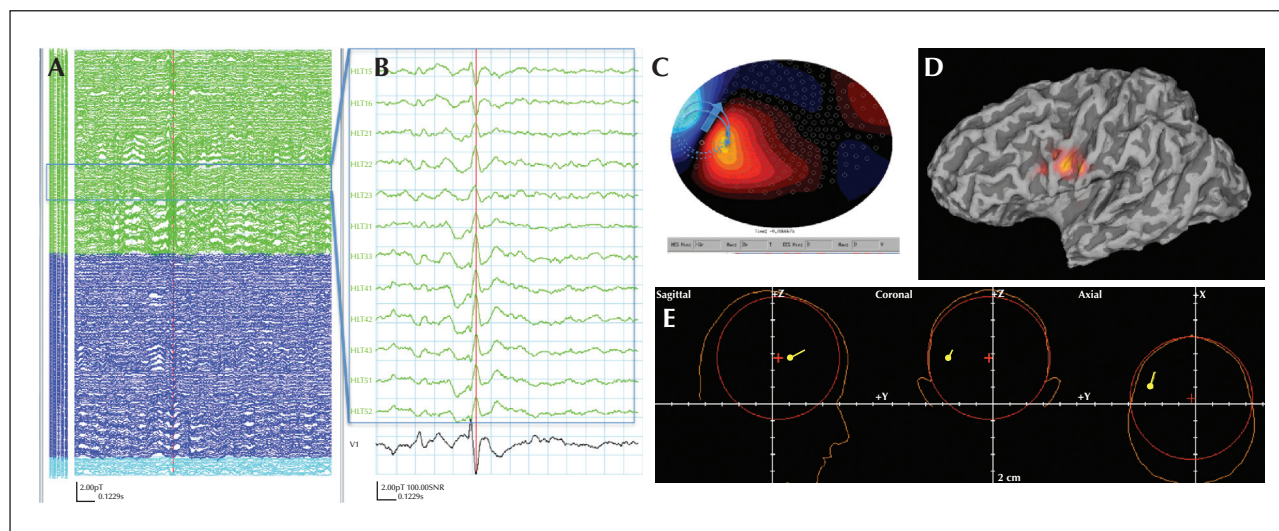 A
B
C
D
HLT15
HLT16
HLT21
HLT22
HLT23
HLT31
HLT33
HLT41
HLT42
HLT43
HLT51
HLT52
V1
2.00pT
0.1229s
2.00pT 100.00SNR
0.1229s
Sagittal
+Z
Coronal
+Z
Axial
+X
E
+Y
+Y
2 cm